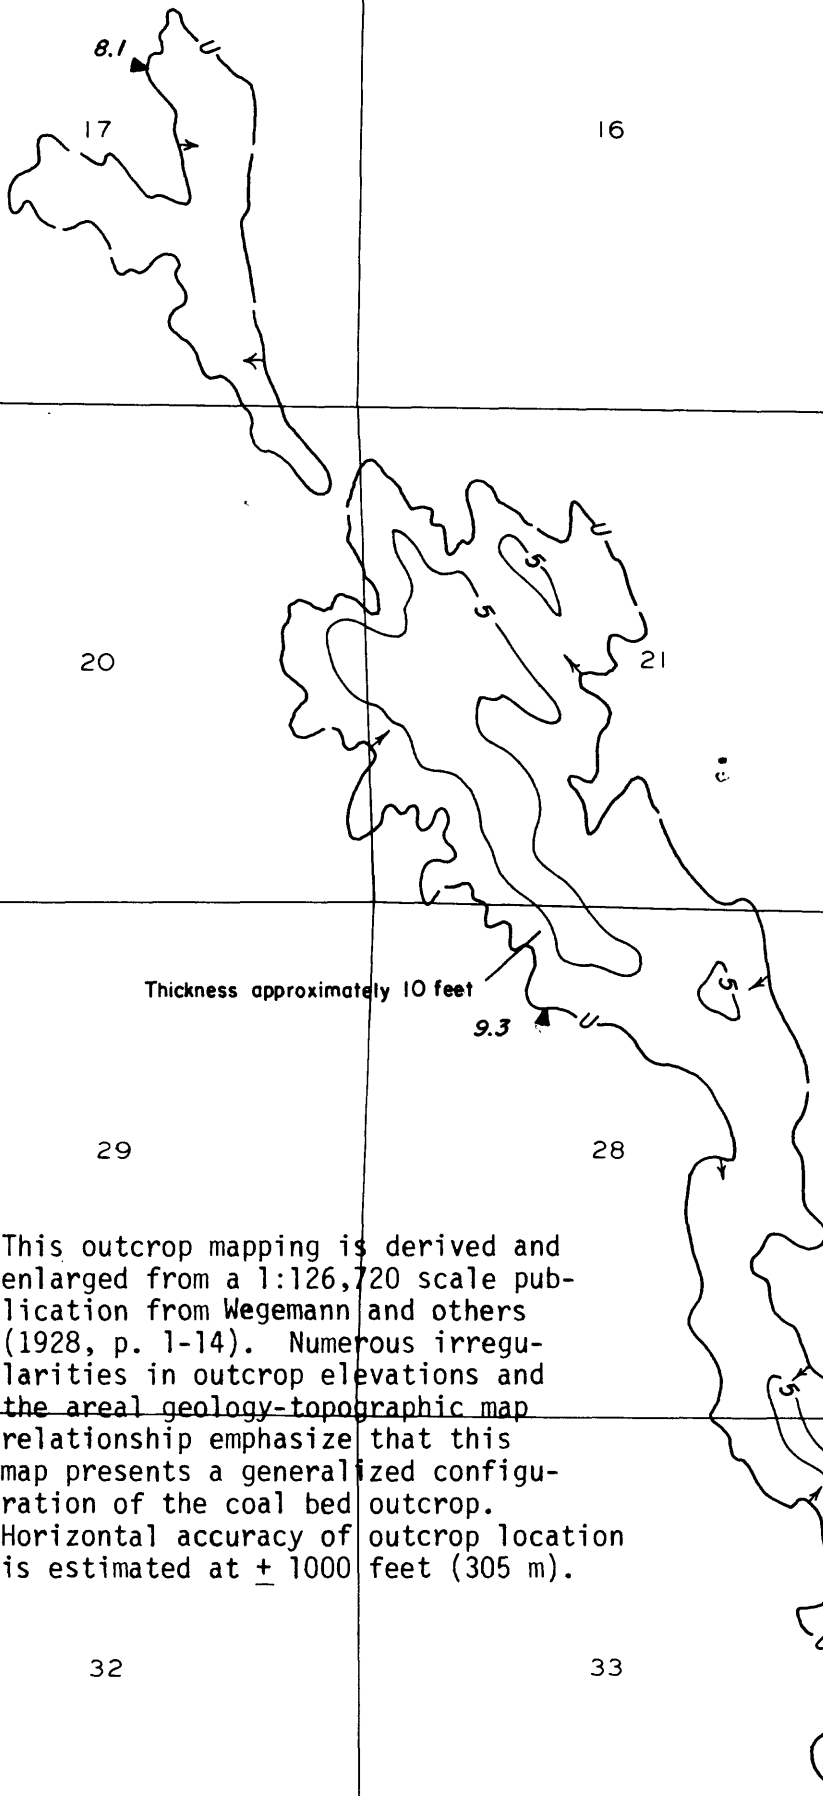 8.1
U
17
16
U
5
5
20
21
5
Thickness approximately 10 feet
9.3
U
29
28
This outcrop mapping is derived and
enlarged from a 1:126,720 scale pub-
lication from Wegemann and others
(1928, p. 1-14). Numerous irregu-
larities in outcrop elevations and
5
the areal geology-topographic map
relationship emphasize that this
map presents a generalized configu-
ration of the coal bed outcrop.
Horizontal accuracy of outcrop location
is estimated at ± 1000 feet (305 m).
32
33